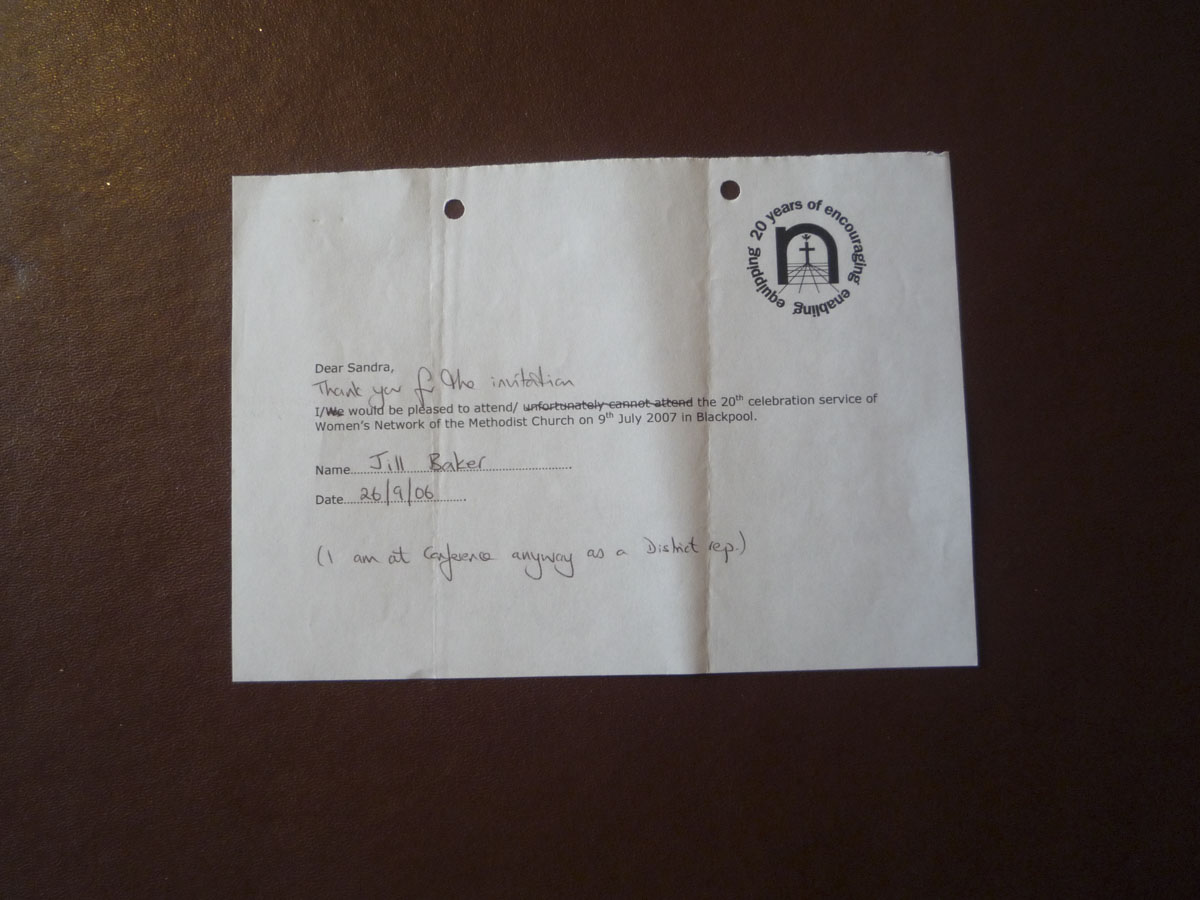 20 years of encouraging enabling equipping
n
Dear Sandra,
Thank you for the invitation
I/We would be pleased to attend/ unfortunately cannot attend the 20th celebration service of
Women's Network of the Methodist Church on 9th July 2007 in Blackpool.
Name...Jill Baker...
Date...26/9/06...
(I am at Conference anyway as a District rep.)